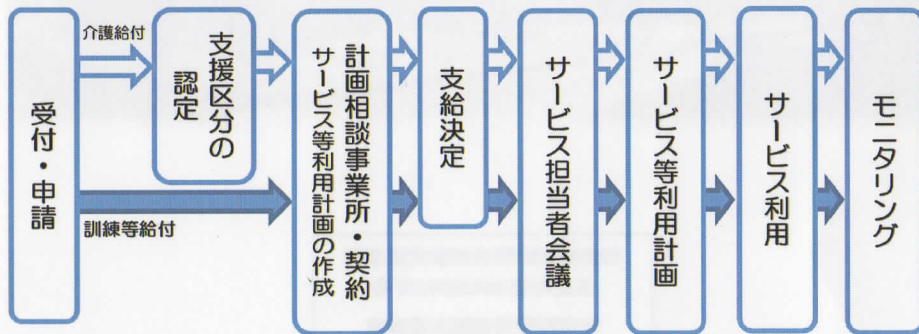 受付・申請
介護給付
訓練等給付
支援区分の
認定
計画相談事業所・契約
サービス等利用計画の作成
支給決定
サービス担当者会議
サービス等利用計画
サービス利用
モニタリング